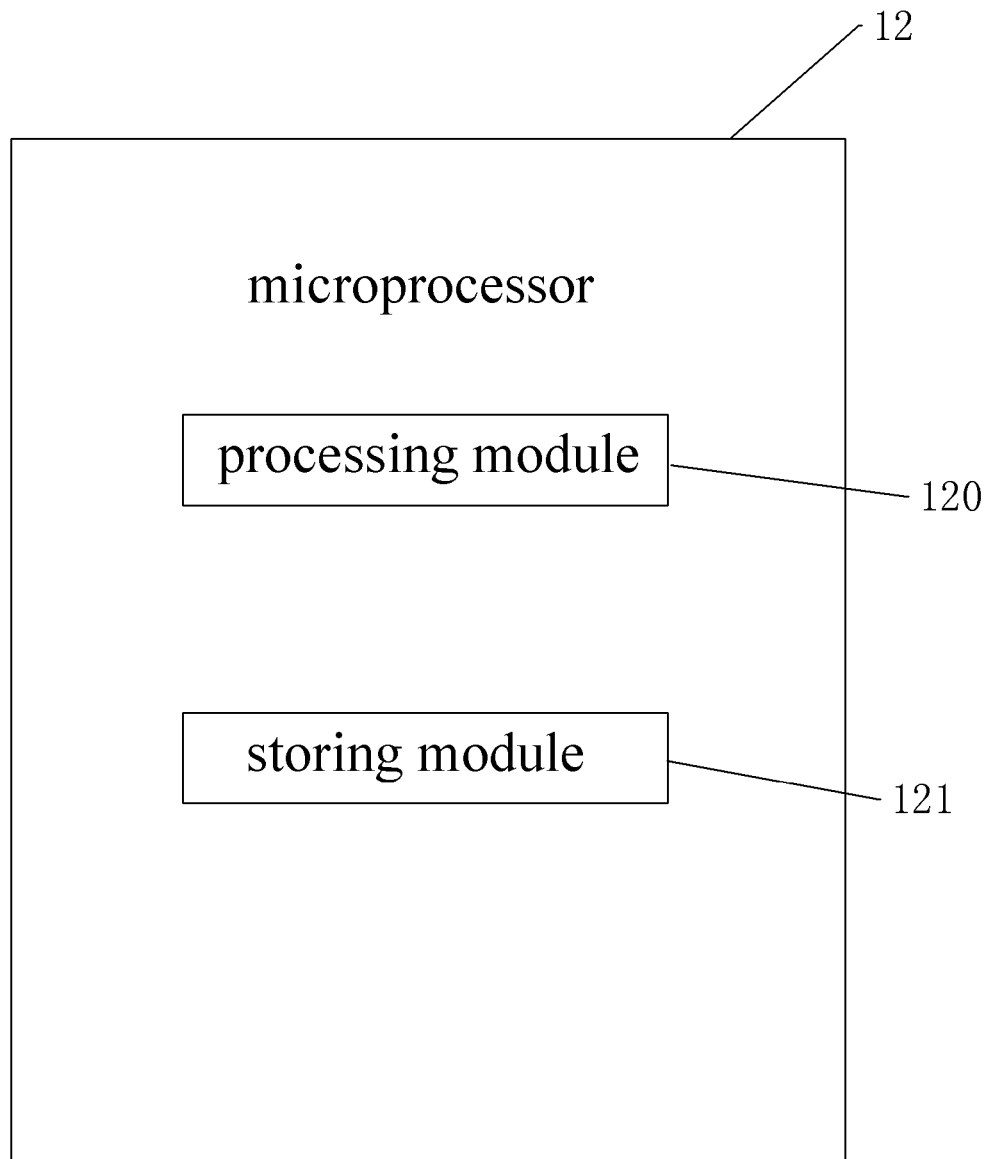 12
microprocessor
processing module
120
storing module
121